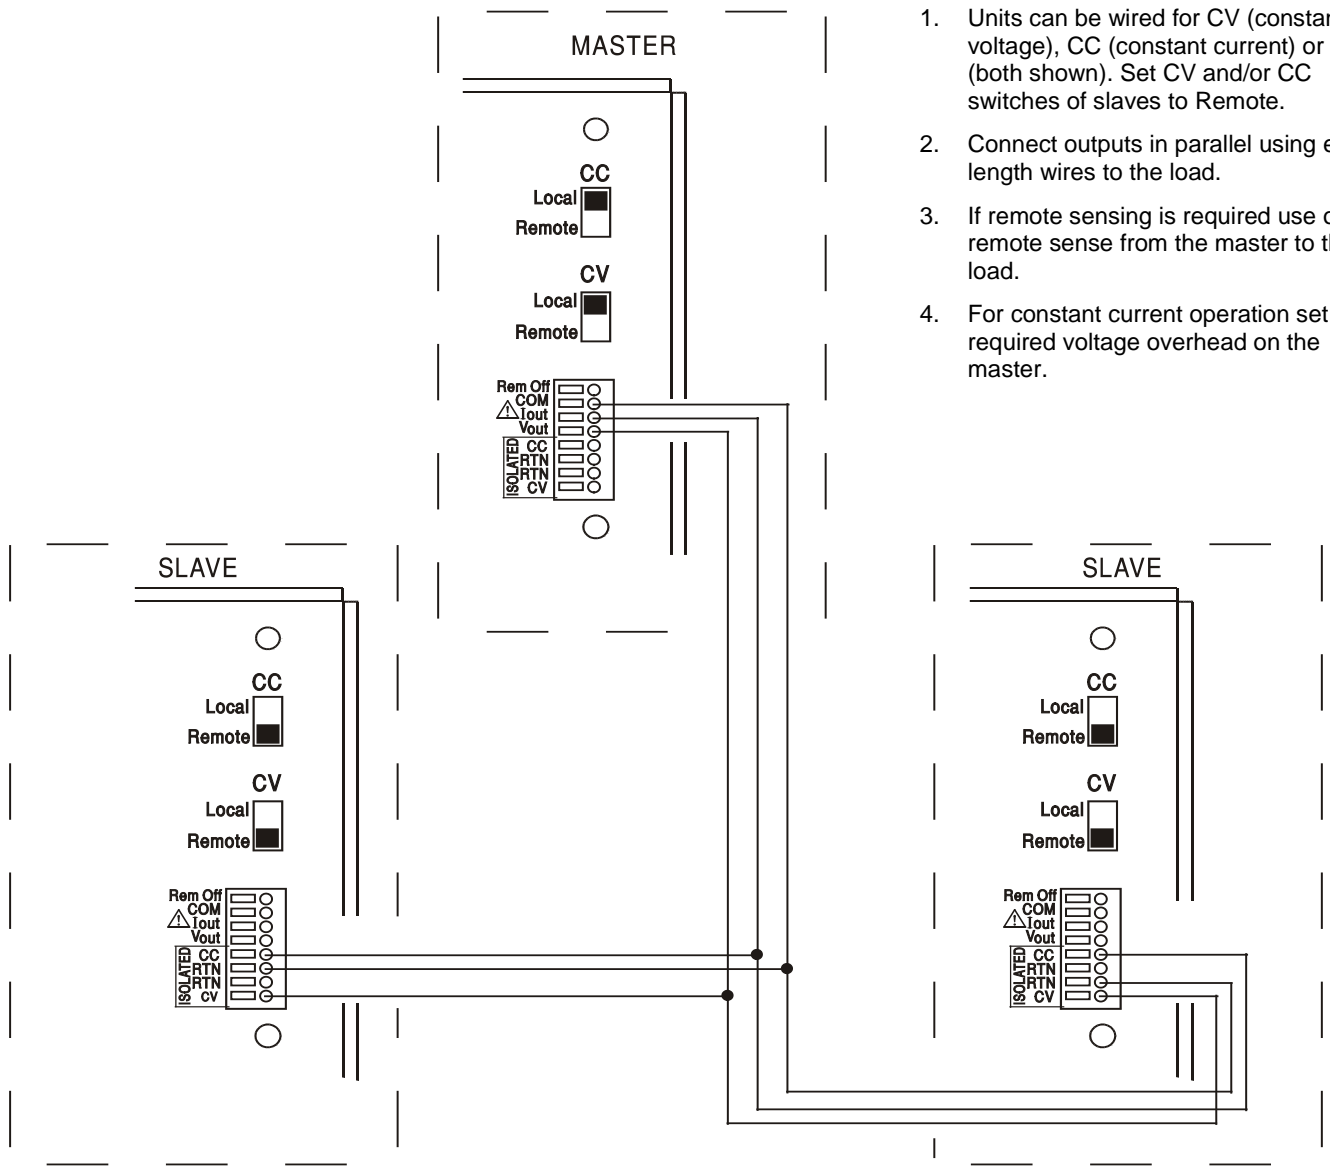 MASTER
CC
Local
Remote
CV
Local
Remote
Rem Off
COM
Iout
Vout
ISOLATED
CC
RTN
RTN
CV
1. Units can be wired for CV (constan
voltage), CC (constant current) or
(both shown). Set CV and/or CC
switches of slaves to Remote.
2. Connect outputs in parallel using e
length wires to the load.
3. If remote sensing is required use o
remote sense from the master to th
load.
4. For constant current operation set
required voltage overhead on the
master.
SLAVE
CC
Local
Remote
CV
Local
Remote
Rem Off
COM
Iout
Vout
ISOLATED
CC
RTN
RTN
CV
SLAVE
CC
Local
Remote
CV
Local
Remote
Rem Off
COM
Iout
Vout
ISOLATED
CC
RTN
RTN
CV